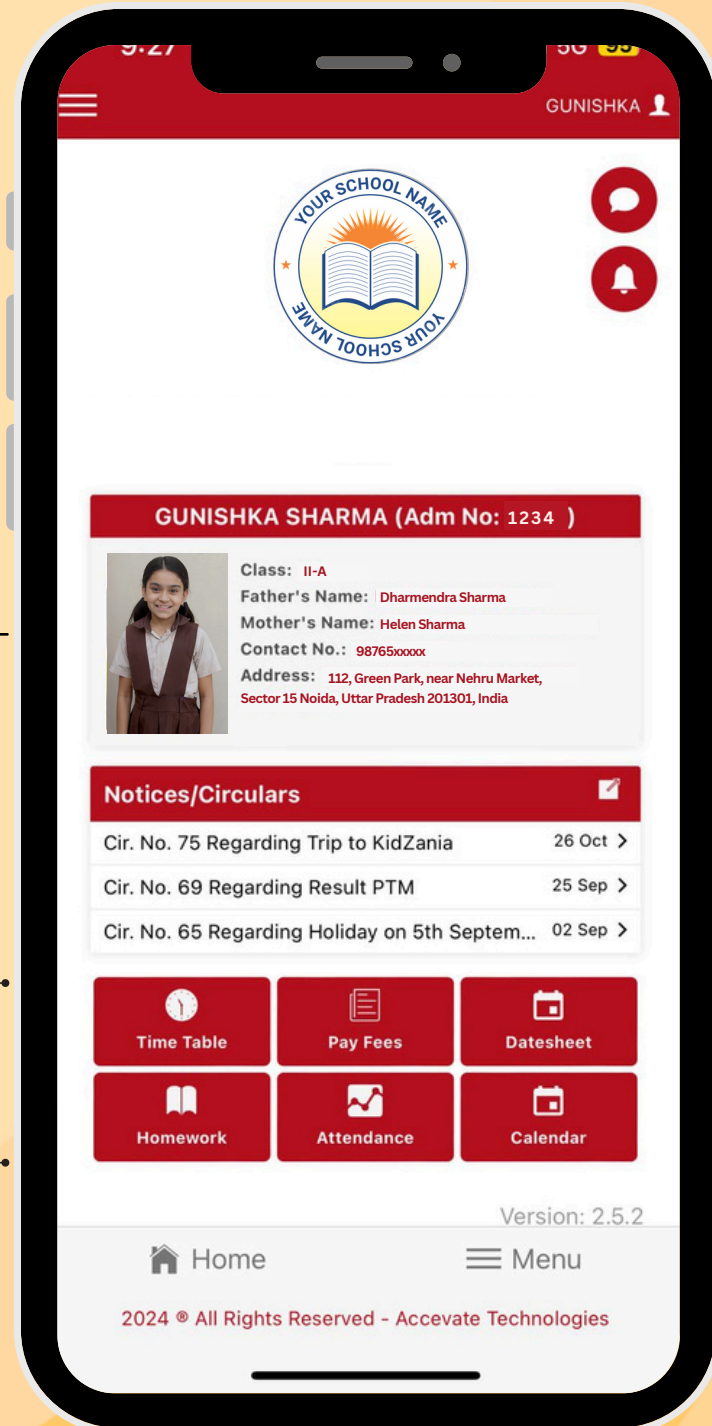 9:27
5G 95
GUNISHKA
YOUR SCHOOL NAME
YOUR SCHOOL NAME
GUNISHKA SHARMA (Adm No: 1234 )
Class: II-A
Father's Name: Dharmendra Sharma
Mother's Name: Helen Sharma
Contact No.: 98765xxxxx
Address: 112, Green Park, near Nehru Market,
Sector 15 Noida, Uttar Pradesh 201301, India
Notices/Circulars
Cir. No. 75 Regarding Trip to KidZania 26 Oct
Cir. No. 69 Regarding Result PTM 25 Sep
Cir. No. 65 Regarding Holiday on 5th Septem... 02 Sep
Time Table Pay Fees Datesheet
Homework Attendance Calendar
Version: 2.5.2
Home Menu
2024 ® All Rights Reserved - Accevate Technologies